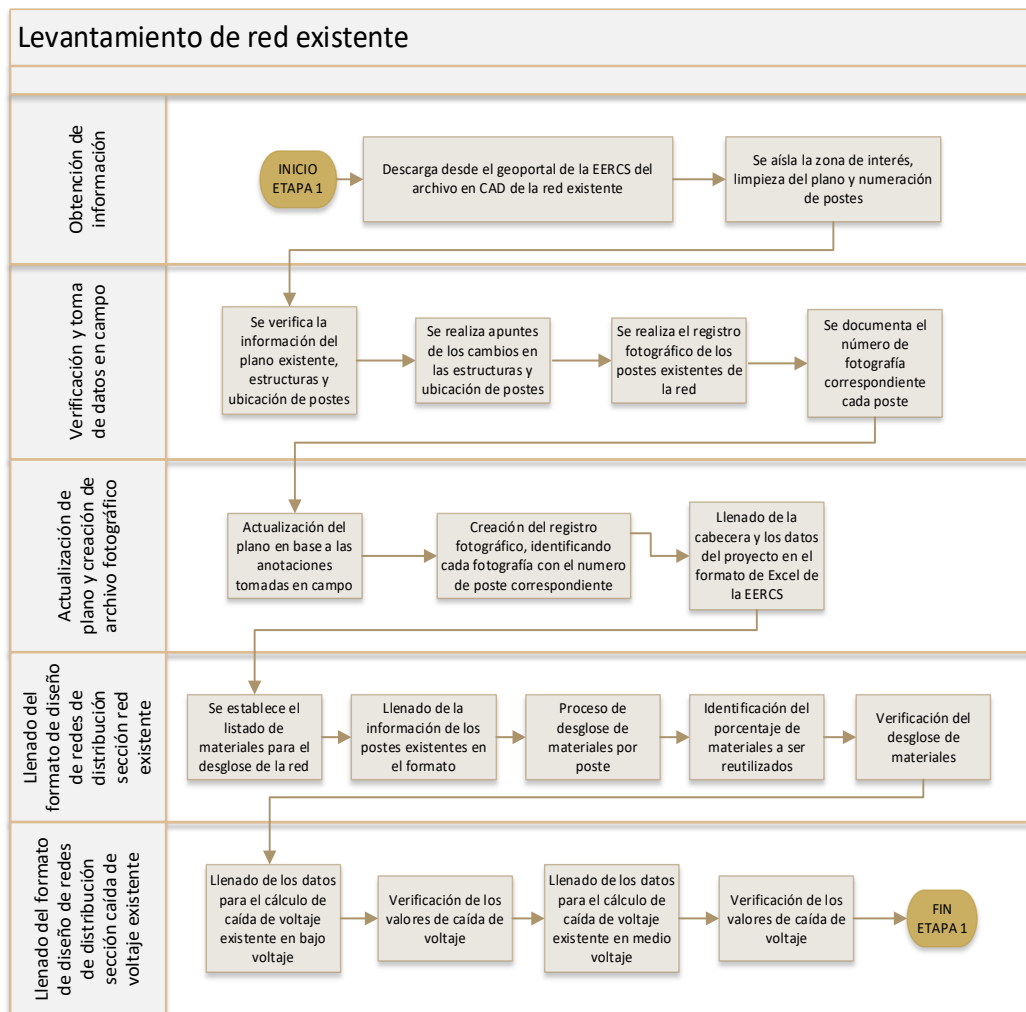 Levantamiento de red existente
Obtención de
información
INICIO
ETAPA 1
Descarga desde el geoportal de la EERCS del
archivo en CAD de la red existente
Se aísla la zona de interés,
limpieza del plano y numeración
de postes
Verificación y toma
de datos en campo
Se verifica la
información del
plano existente,
estructuras y
ubicación de postes
Se realiza apuntes
de los cambios en
las estructuras y
ubicación de postes
Se realiza el registro
fotográfico de los
postes existentes de
la red
Se documenta el
número de
fotografía
correspondiente
cada poste
Actualización de
plano y creación de
archivo fotográfico
Actualización del
plano en base a las
anotaciones
tomadas en campo
Creación del registro
fotográfico, identificando
cada fotografía con el numero
de poste correspondiente
Llenado de la
cabecera y los datos
del proyecto en el
formato de Excel de
la EERCS
Llenado del
formato de diseño
de redes de
distribución
sección red
existente
Se establece el
listado de
materiales para el
desglose de la red
Llenado de la
información de los
postes existentes en
el formato
Proceso de
desglose de
materiales por
poste
Identificación del
porcentaje de
materiales a ser
reutilizados
Verificación del
desglose de
materiales
Llenado del formato
de diseño de redes
de distribución
sección caída de
voltaje existente
Llenado de los datos
para el cálculo de
caída de voltaje
existente en bajo
voltaje
Verificación de los
valores de caída de
voltaje
Llenado de los datos
para el cálculo de
caída de voltaje
existente en medio
voltaje
Verificación de los
valores de caída de
voltaje
FIN
ETAPA 1